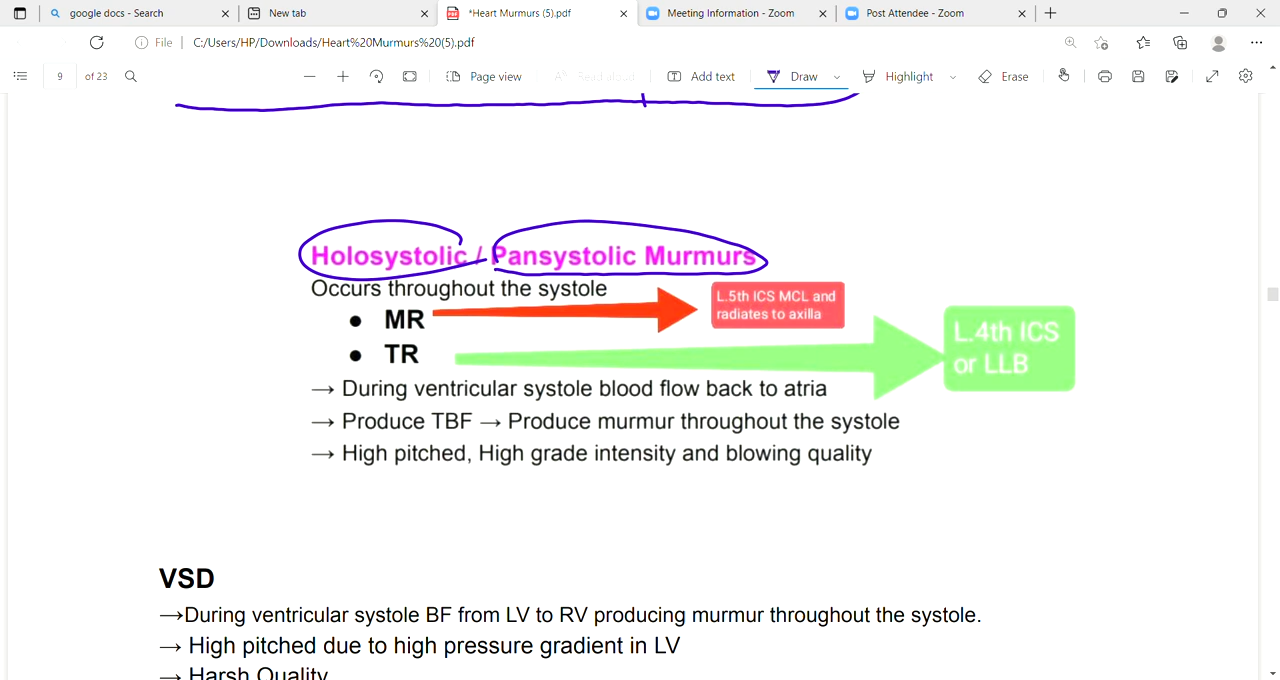 google docs - Search
New tab
*Heart Murmurs (5).pdf
Meeting Information - Zoom
Post Attendee - Zoom
File
C:/Users/HP/Downloads/Heart%20Murmurs%20(5).pdf
9 of 23
Page view
Read aloud
Add text
Draw
Highlight
Erase
Holosystolic / Pansystolic Murmurs
Occurs throughout the systole
● MR
L.5th ICS MCL and
radiates to axilla
● TR
L.4th ICS
or LLB
→ During ventricular systole blood flow back to atria
→ Produce TBF → Produce murmur throughout the systole
→ High pitched, High grade intensity and blowing quality
VSD
→During ventricular systole BF from LV to RV producing murmur throughout the systole.
→ High pitched due to high pressure gradient in LV
→ Harsh Quality